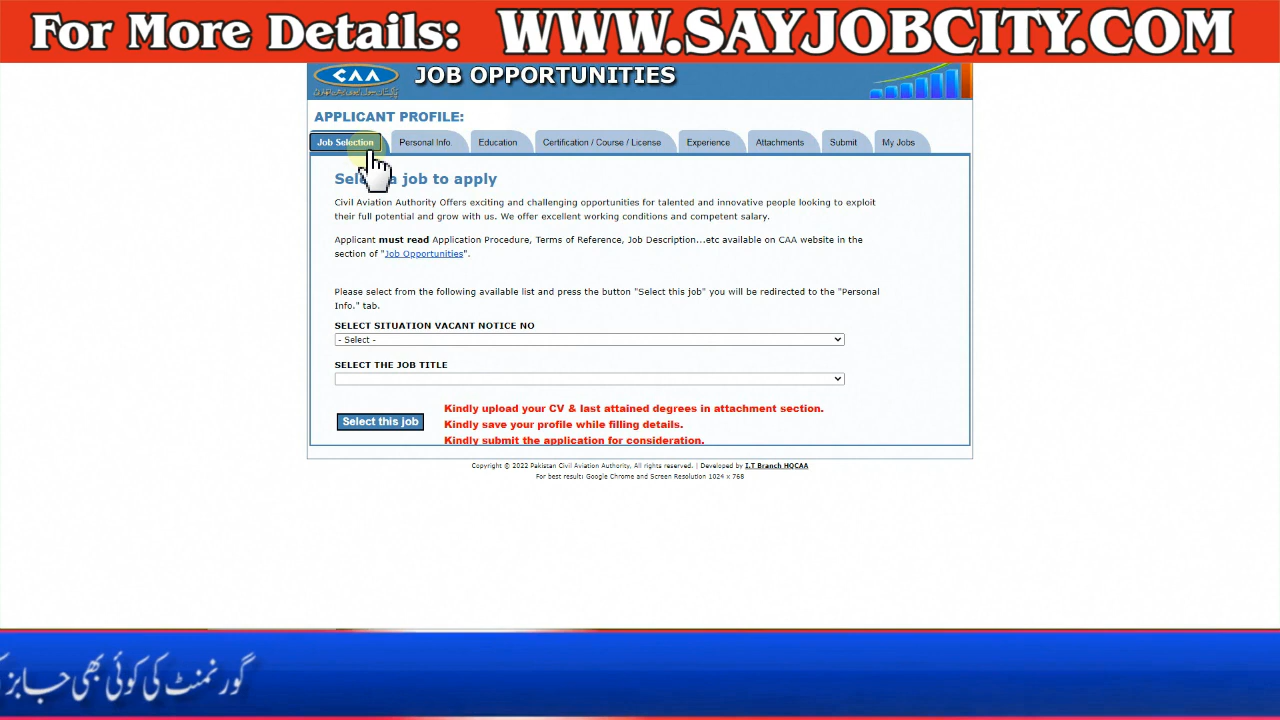 For More Details: WWW.SAYJOBCITY.COM
CAA JOB OPPORTUNITIES
APPLICANT PROFILE:
Job Selection Personal Info. Education Certification / Course / License Experience Attachments Submit My Jobs
a job to apply
Civil Aviation Authority Offers exciting and challenging opportunities for talented and innovative people looking to exploit
their full potential and grow with us. We offer excellent working conditions and competent salary.
Applicant must read Application Procedure, Terms of Reference, Job Description...etc available on CAA website in the
section of "Job Opportunities".
Please select from the following available list and press the button "Select this job" you will be redirected to the "Personal
Info." tab.
SELECT SITUATION VACANT NOTICE NO
- Select -
SELECT THE JOB TITLE
Select this job
Kindly upload your CV & last attained degrees in attachment section.
Kindly save your profile while filling details.
Kindly submit the application for consideration.
Copyright © 2022 Pakistan Civil Aviation Authority, All rights reserved. | Developed by I.T Branch HQCAA
For best result: Google Chrome and Screen Resolution 1024 x 768
گورنمنٹ کی کوئی بھی جابز